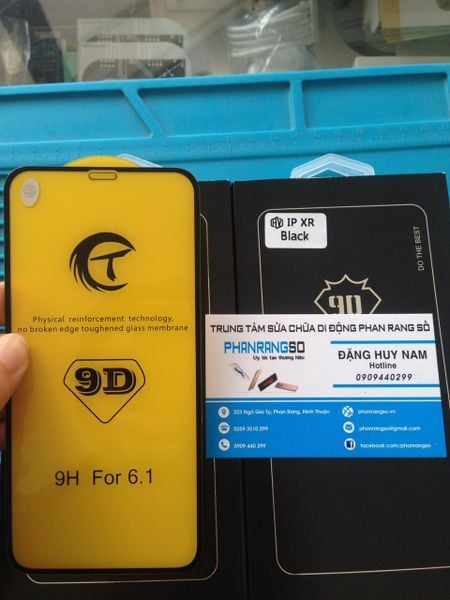 T
Physical reinforcement technology,
no broken edge toughened glass membrane
9D
9H For 6.1
IP XR
Black
DO THE BEST
9D
TRUNG TÂM SỬA CHỮA DI ĐỘNG PHAN RANG SỐ
PHANRANGSO
Uy tín tạo thương hiệu
ĐẶNG HUY NAM
Hotline
0909440299
223 Ngô Gia Tự, Phan Rang, Ninh Thuận
phanrangso.vn
0259.3510.299
phanrangso@gmail.com
0909 440 299
facebook.com/phanrangso.